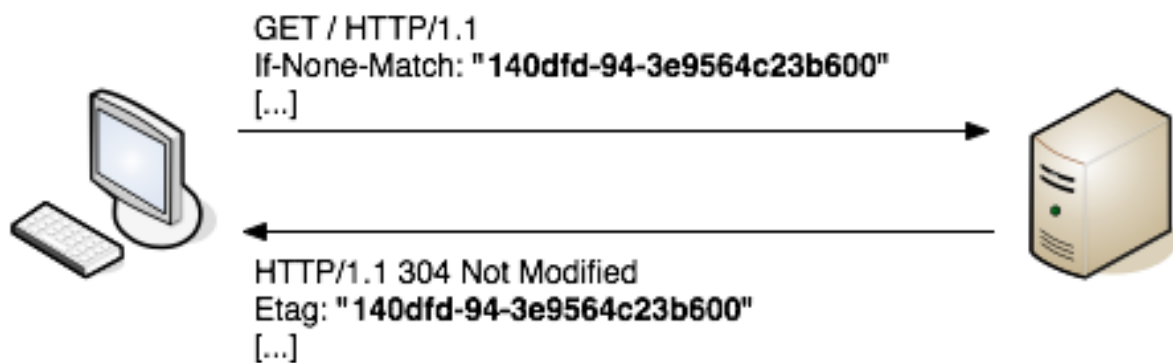 GET / HTTP/1.1
If-None-Match: "140dfd-94-3e9564c23b600"
[...]
HTTP/1.1 304 Not Modified
Etag: "140dfd-94-3e9564c23b600"
[...]